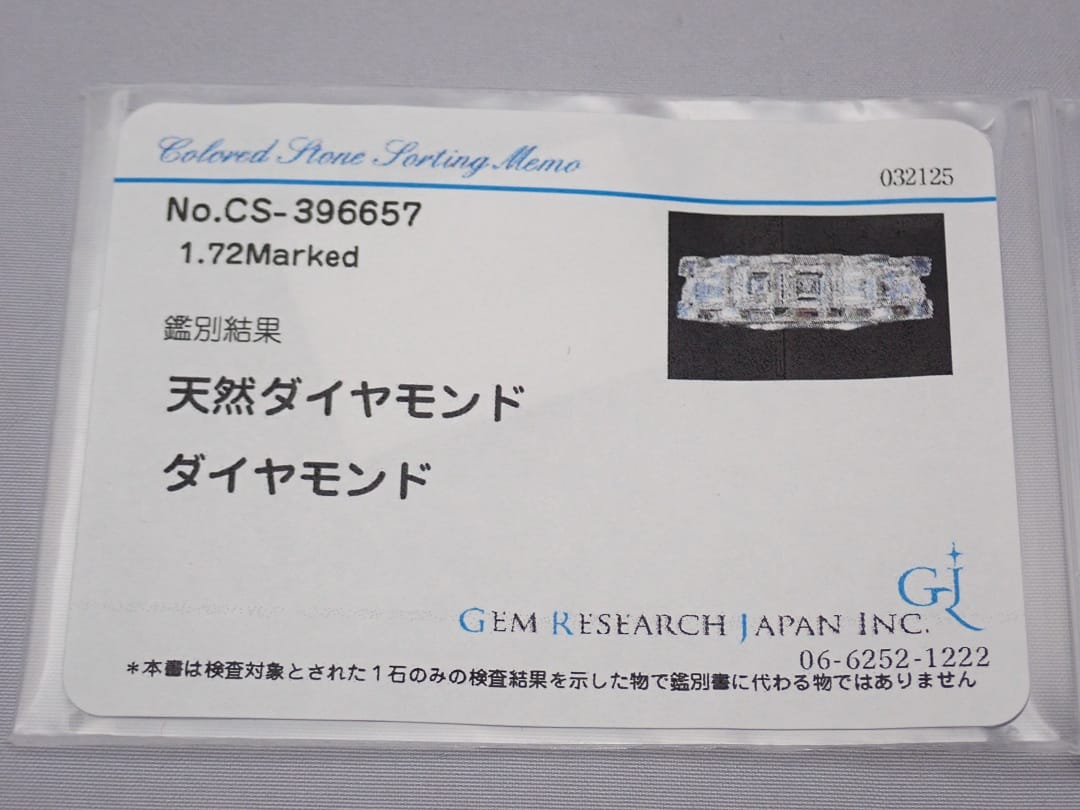 Colored Stone Sorting Memo
032125
No.CS-396657
1.72Marked
鑑別結果
天然ダイヤモンド
ダイヤモンド
GJ
GEM RESEARCH JAPAN INC.
06-6252-1222
*本書は検査対象とされた1石のみの検査結果を示した物で鑑別書に代わる物ではありません